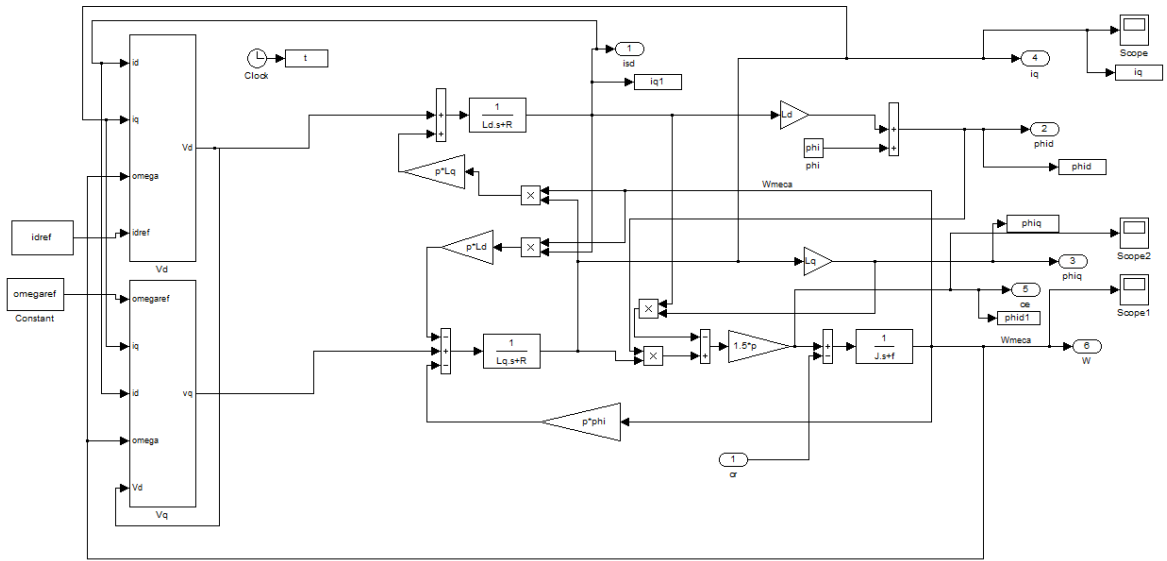 Scope
Clock
t
1
isd
4
iq
iq
iq1
id
iq
omega
idref
Vd
Vd
idref
+
+
1
Ld.s+R
Ld
phi
phi
+
+
2
phid
phid
p*Lq
×
Wmeca
p*Ld
×
Lq
phiq
Scope2
3
phiq
omegaref
Constant
omegaref
iq
id
omega
Vd
vq
Vq
×
5
ce
phid1
Scope1
−
+
−
1
Lq.s+R
×
−
+
1.5*p
+
−
1
J.s+f
Wmeca
6
W
p*phi
1
cr